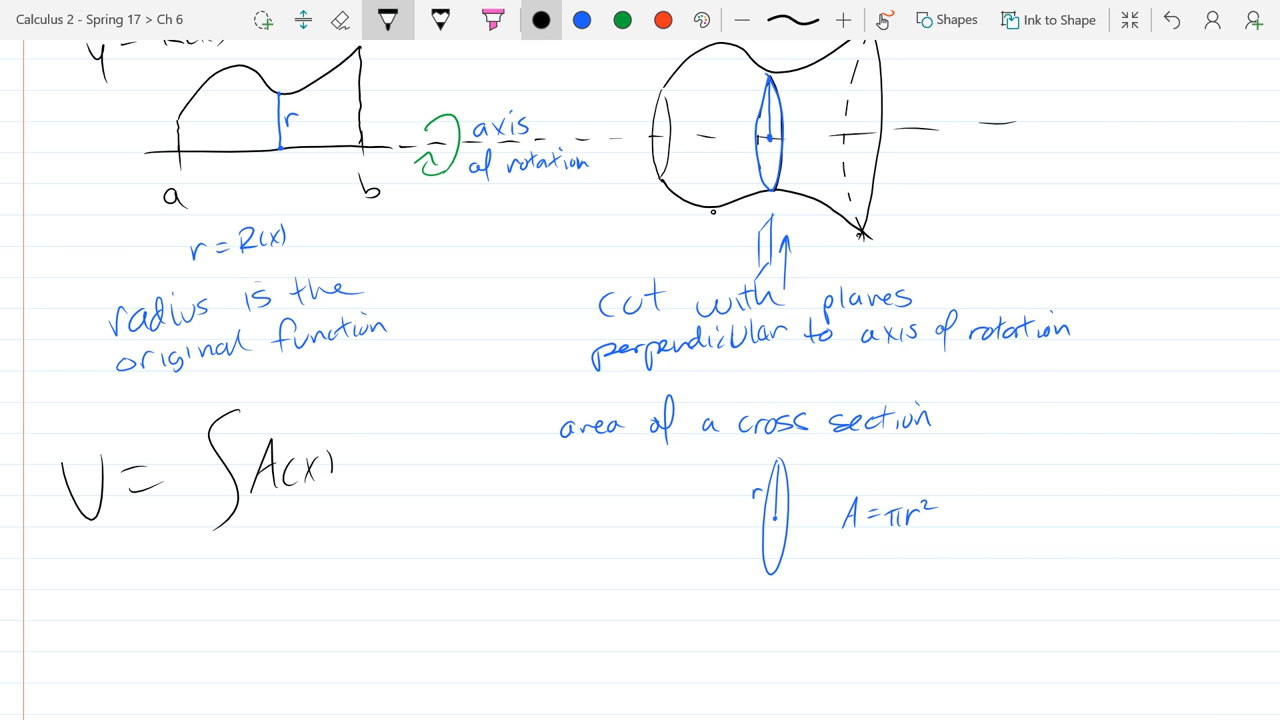 Calculus 2 - Spring 17 > Ch 6
Shapes
Ink to Shape
y = R(x)
r
a
b
axis
of rotation
r = R(x)
radius is the
original function
cut with planes
perpendicular to axis of rotation
area of a cross section
V = ∫A(x)
r
A = πr²